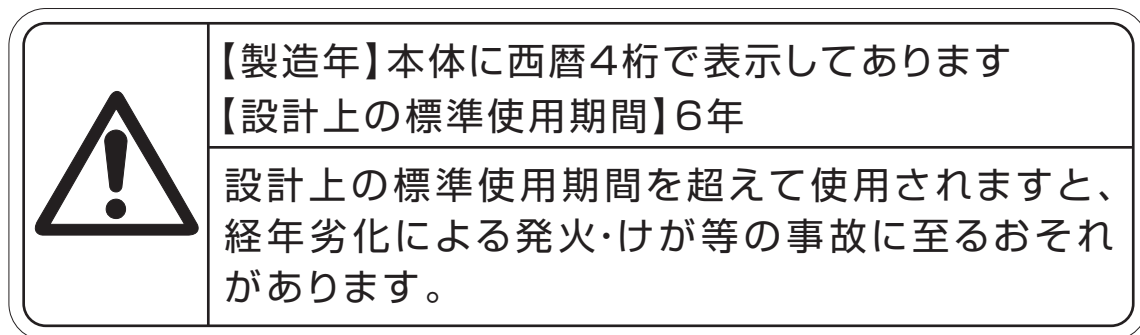 【製造年】本体に西暦4桁で表示してあります
【設計上の標準使用期間】6年
設計上の標準使用期間を超えて使用されますと、
経年劣化による発火・けが等の事故に至るおそれ
があります。